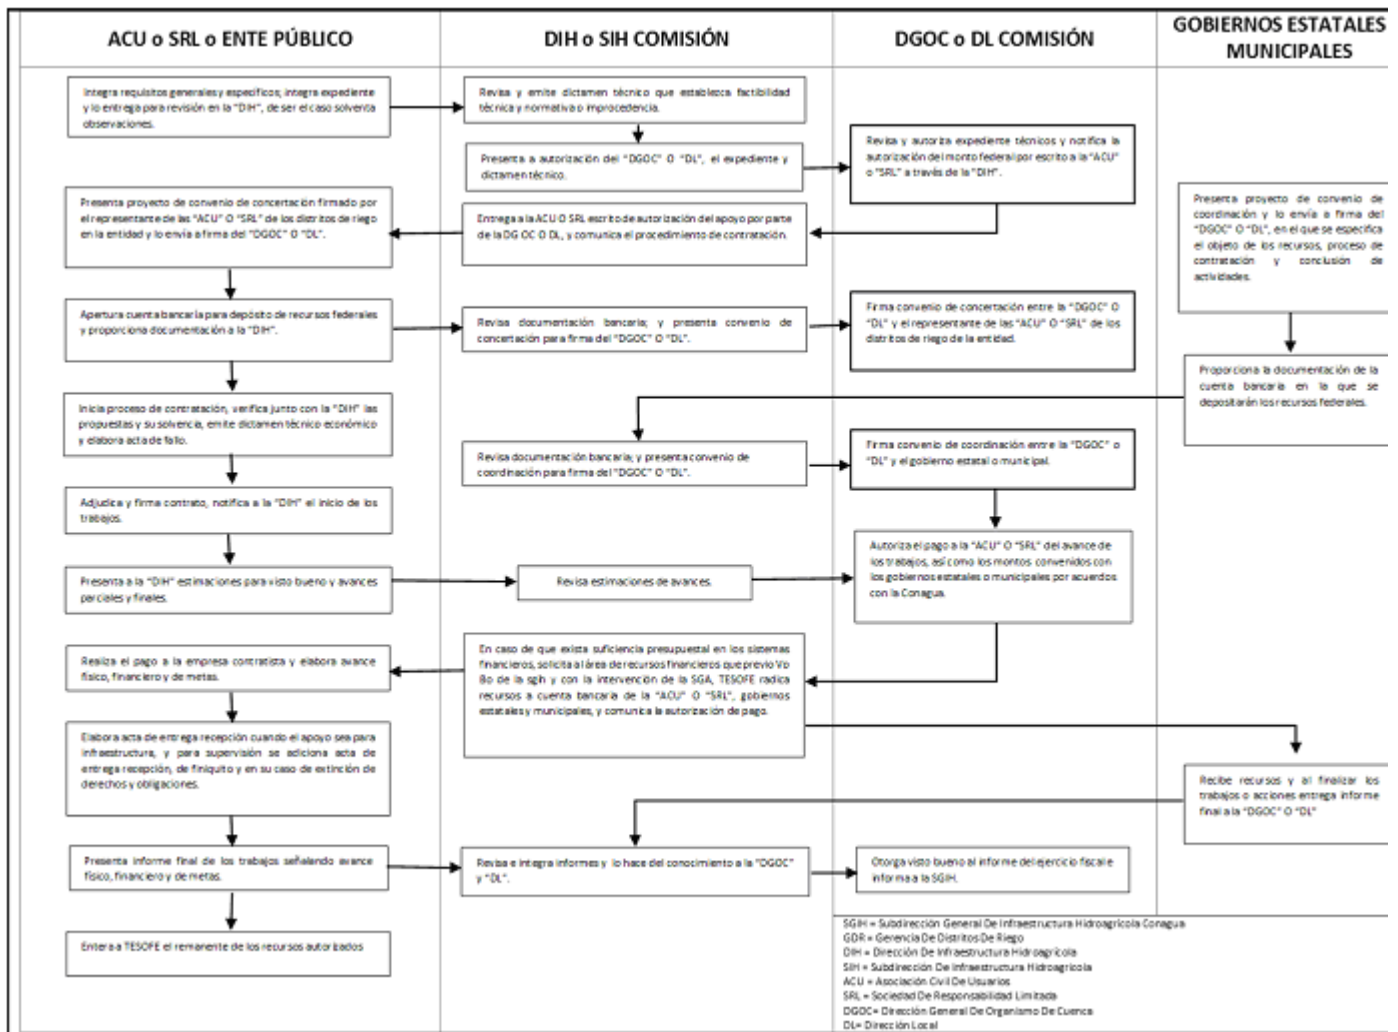 ACU o SRL o ENTE PÚBLICO
DIH o SIH COMISIÓN
DGOC o DL COMISIÓN
GOBIERNOS ESTATALES
MUNICIPALES
Integra requisitos generales y específicos; integra expediente
y lo entrega para revisión en la "DIH", de ser el caso solventa
observaciones.
Revisa y emite dictamen técnico que establezca factibilidad
técnica y normativa o improcedencia.
Presenta a autorización del "DGOC" O "DL", el expediente y
dictamen técnico.
Revisa y autoriza expediente técnicos y notifica la
autorización del monto federal por escrito a la "ACU"
o "SRL" a través de la "DIH".
Presenta proyecto de convenio de concertación firmado por
el representante de las "ACU" O "SRL" de los distritos de riego
en la entidad y lo envía a firma del "DGOC" O "DL".
Entrega a la ACU O SRL escrito de autorización del apoyo por parte
de la DG OC O DL, y comunica el procedimiento de contratación.
Presenta proyecto de convenio de
coordinación y lo envía a firma del
"DGOC" O "DL", en el que se especifica
el objeto de los recursos, proceso de
contratación y conclusión de
actividades.
Apertura cuenta bancaria para depósito de recursos federales
y proporciona documentación a la "DIH".
Revisa documentación bancaria; y presenta convenio de
concertación para firma del "DGOC" O "DL".
Firma convenio de concertación entre la "DGOC" O
"DL" y el representante de las "ACU" O "SRL" de los
distritos de riego de la entidad.
Proporciona la documentación de la
cuenta bancaria en la que se
depositarán los recursos federales.
Inicia proceso de contratación, verifica junto con la "DIH" las
propuestas y su solvencia, emite dictamen técnico económico
y elabora acta de fallo.
Revisa documentación bancaria; y presenta convenio de
coordinación para firma del "DGOC" O "DL".
Firma convenio de coordinación entre la "DGOC" o
"DL" y el gobierno estatal o municipal.
Adjudica y firma contrato, notifica a la "DIH" el inicio de los
trabajos.
Autoriza el pago a la "ACU" O "SRL" del avance de
los trabajos, así como los montos convenidos con
los gobiernos estatales o municipales por acuerdos
con la Conagua.
Presenta a la "DIH" estimaciones para visto bueno y avances
parciales y finales.
Revisa estimaciones de avances.
Realiza el pago a la empresa contratista y elabora avance
físico, financiero y de metas.
En caso de que exista suficiencia presupuestal en los sistemas
financieros, solicita al área de recursos financieros que previo Vo
Bo de la sgih y con la intervención de la SGA, TESOFE radica
recursos a cuenta bancaria de la "ACU" O "SRL", gobiernos
estatales y municipales, y comunica la autorización de pago.
Elabora acta de entrega recepción cuando el apoyo sea para
infraestructura, y para supervisión se adiciona acta de
entrega recepción, de finiquito y en su caso de extinción de
derechos y obligaciones.
Recibe recursos y al finalizar los
trabajos o acciones entrega informe
final a la "DGOC" O "DL"
Presenta informe final de los trabajos señalando avance
físico, financiero y de metas.
Revisa e integra informes y lo hace del conocimiento a la "DGOC"
y "DL".
Otorga visto bueno al informe del ejercicio fiscal e
informa a la SGIH.
Entera a TESOFE el remanente de los recursos autorizados
SGIH = Subdirección General De Infraestructura Hidroagrícola Conagua
GDR = Gerencia De Distritos De Riego
DIH = Dirección De Infraestructura Hidroagrícola
SIH = Subdirección De Infraestructura Hidroagrícola
ACU = Asociación Civil De Usuarios
SRL = Sociedad De Responsabilidad Limitada
DGOC= Dirección General De Organismo De Cuenca
DL= Dirección Local